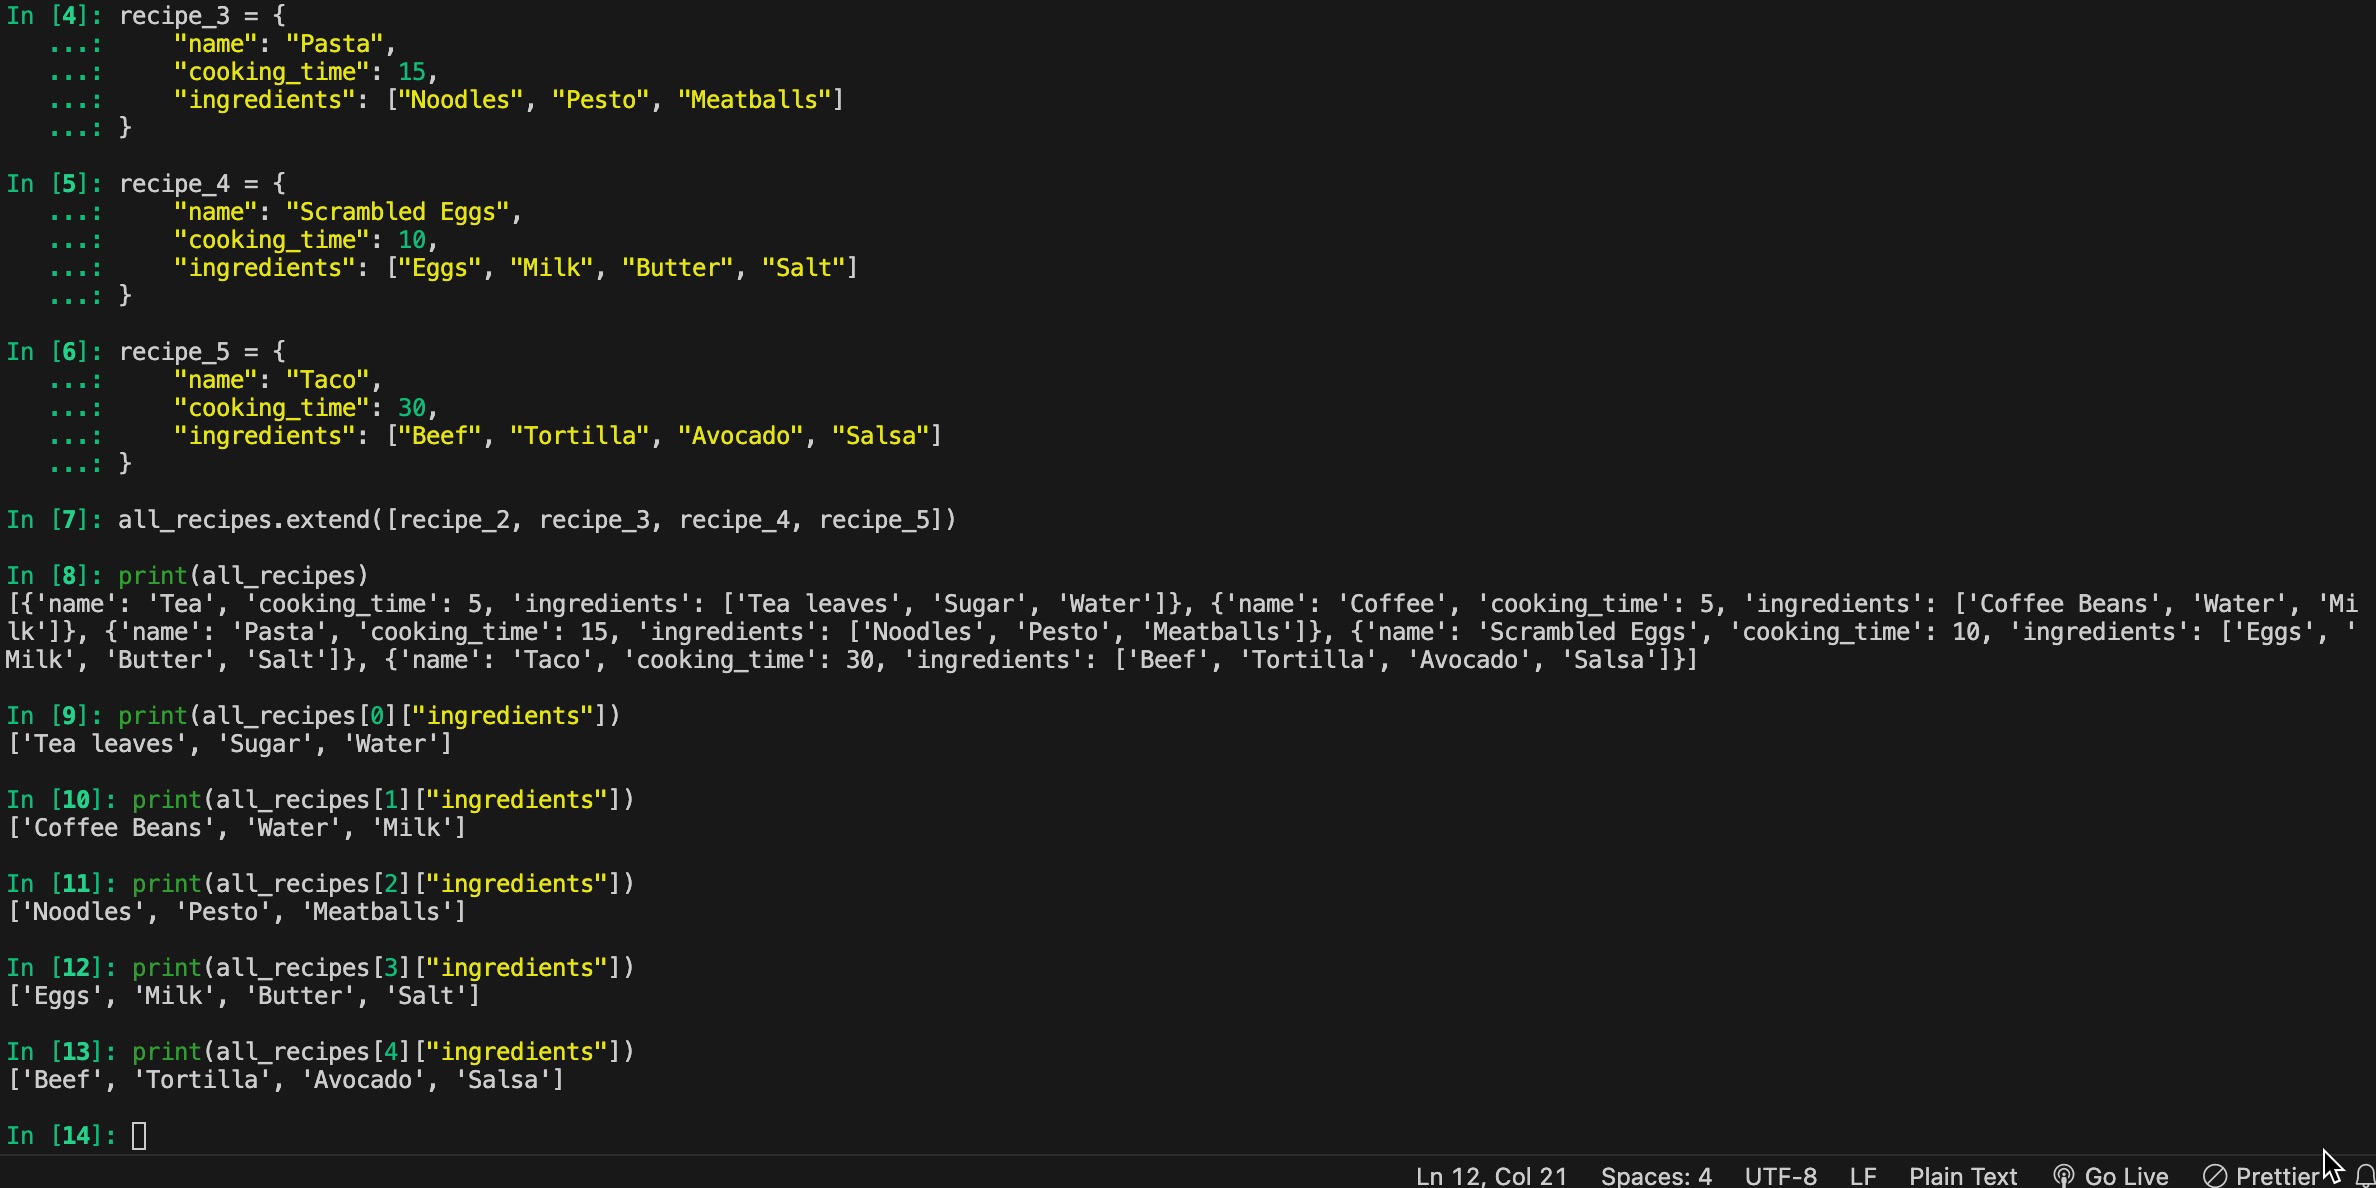 In [4]: recipe_3 = {
   ...:     "name": "Pasta",
   ...:     "cooking_time": 15,
   ...:     "ingredients": ["Noodles", "Pesto", "Meatballs"]
   ...: }
In [5]: recipe_4 = {
   ...:     "name": "Scrambled Eggs",
   ...:     "cooking_time": 10,
   ...:     "ingredients": ["Eggs", "Milk", "Butter", "Salt"]
   ...: }
In [6]: recipe_5 = {
   ...:     "name": "Taco",
   ...:     "cooking_time": 30,
   ...:     "ingredients": ["Beef", "Tortilla", "Avocado", "Salsa"]
   ...: }
In [7]: all_recipes.extend([recipe_2, recipe_3, recipe_4, recipe_5])
In [8]: print(all_recipes)
[{'name': 'Tea', 'cooking_time': 5, 'ingredients': ['Tea leaves', 'Sugar', 'Water']}, {'name': 'Coffee', 'cooking_time': 5, 'ingredients': ['Coffee Beans', 'Water', 'Mi
lk']}, {'name': 'Pasta', 'cooking_time': 15, 'ingredients': ['Noodles', 'Pesto', 'Meatballs']}, {'name': 'Scrambled Eggs', 'cooking_time': 10, 'ingredients': ['Eggs', '
Milk', 'Butter', 'Salt']}, {'name': 'Taco', 'cooking_time': 30, 'ingredients': ['Beef', 'Tortilla', 'Avocado', 'Salsa']}]
In [9]: print(all_recipes[0]["ingredients"])
['Tea leaves', 'Sugar', 'Water']
In [10]: print(all_recipes[1]["ingredients"])
['Coffee Beans', 'Water', 'Milk']
In [11]: print(all_recipes[2]["ingredients"])
['Noodles', 'Pesto', 'Meatballs']
In [12]: print(all_recipes[3]["ingredients"])
['Eggs', 'Milk', 'Butter', 'Salt']
In [13]: print(all_recipes[4]["ingredients"])
['Beef', 'Tortilla', 'Avocado', 'Salsa']
In [14]:
Ln 12, Col 21 Spaces: 4 UTF-8 LF Plain Text Go Live Prettier